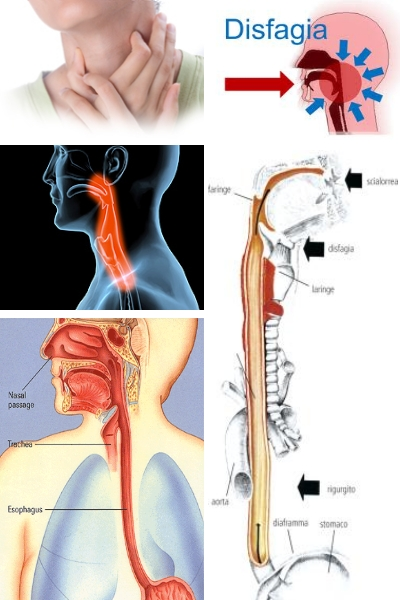 Disfagia
faringe
scialorrea
disfagia
laringe
aorta
rigurgito
diaframma
stomaco
Nasal
passage
Trachea
Esophagus